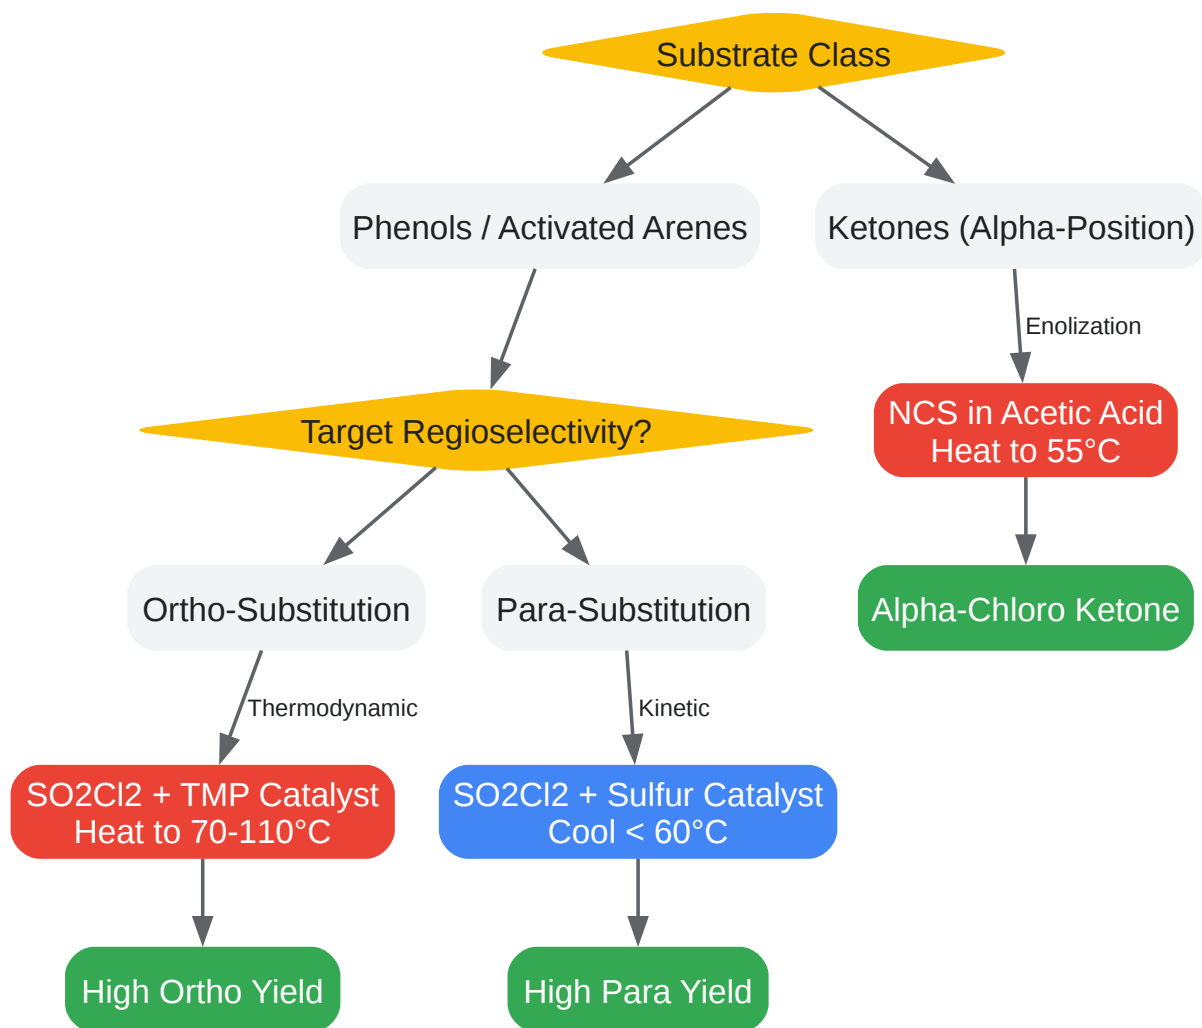 Substrate Class
Phenols / Activated Arenes
Ketones (Alpha-Position)
Enolization
NCS in Acetic Acid
Heat to 55°C
Target Regioselectivity?
Alpha-Chloro Ketone
Ortho-Substitution
Para-Substitution
Thermodynamic
Kinetic
SO2Cl2 + TMP Catalyst
Heat to 70-110°C
SO2Cl2 + Sulfur Catalyst
Cool < 60°C
High Ortho Yield
High Para Yield